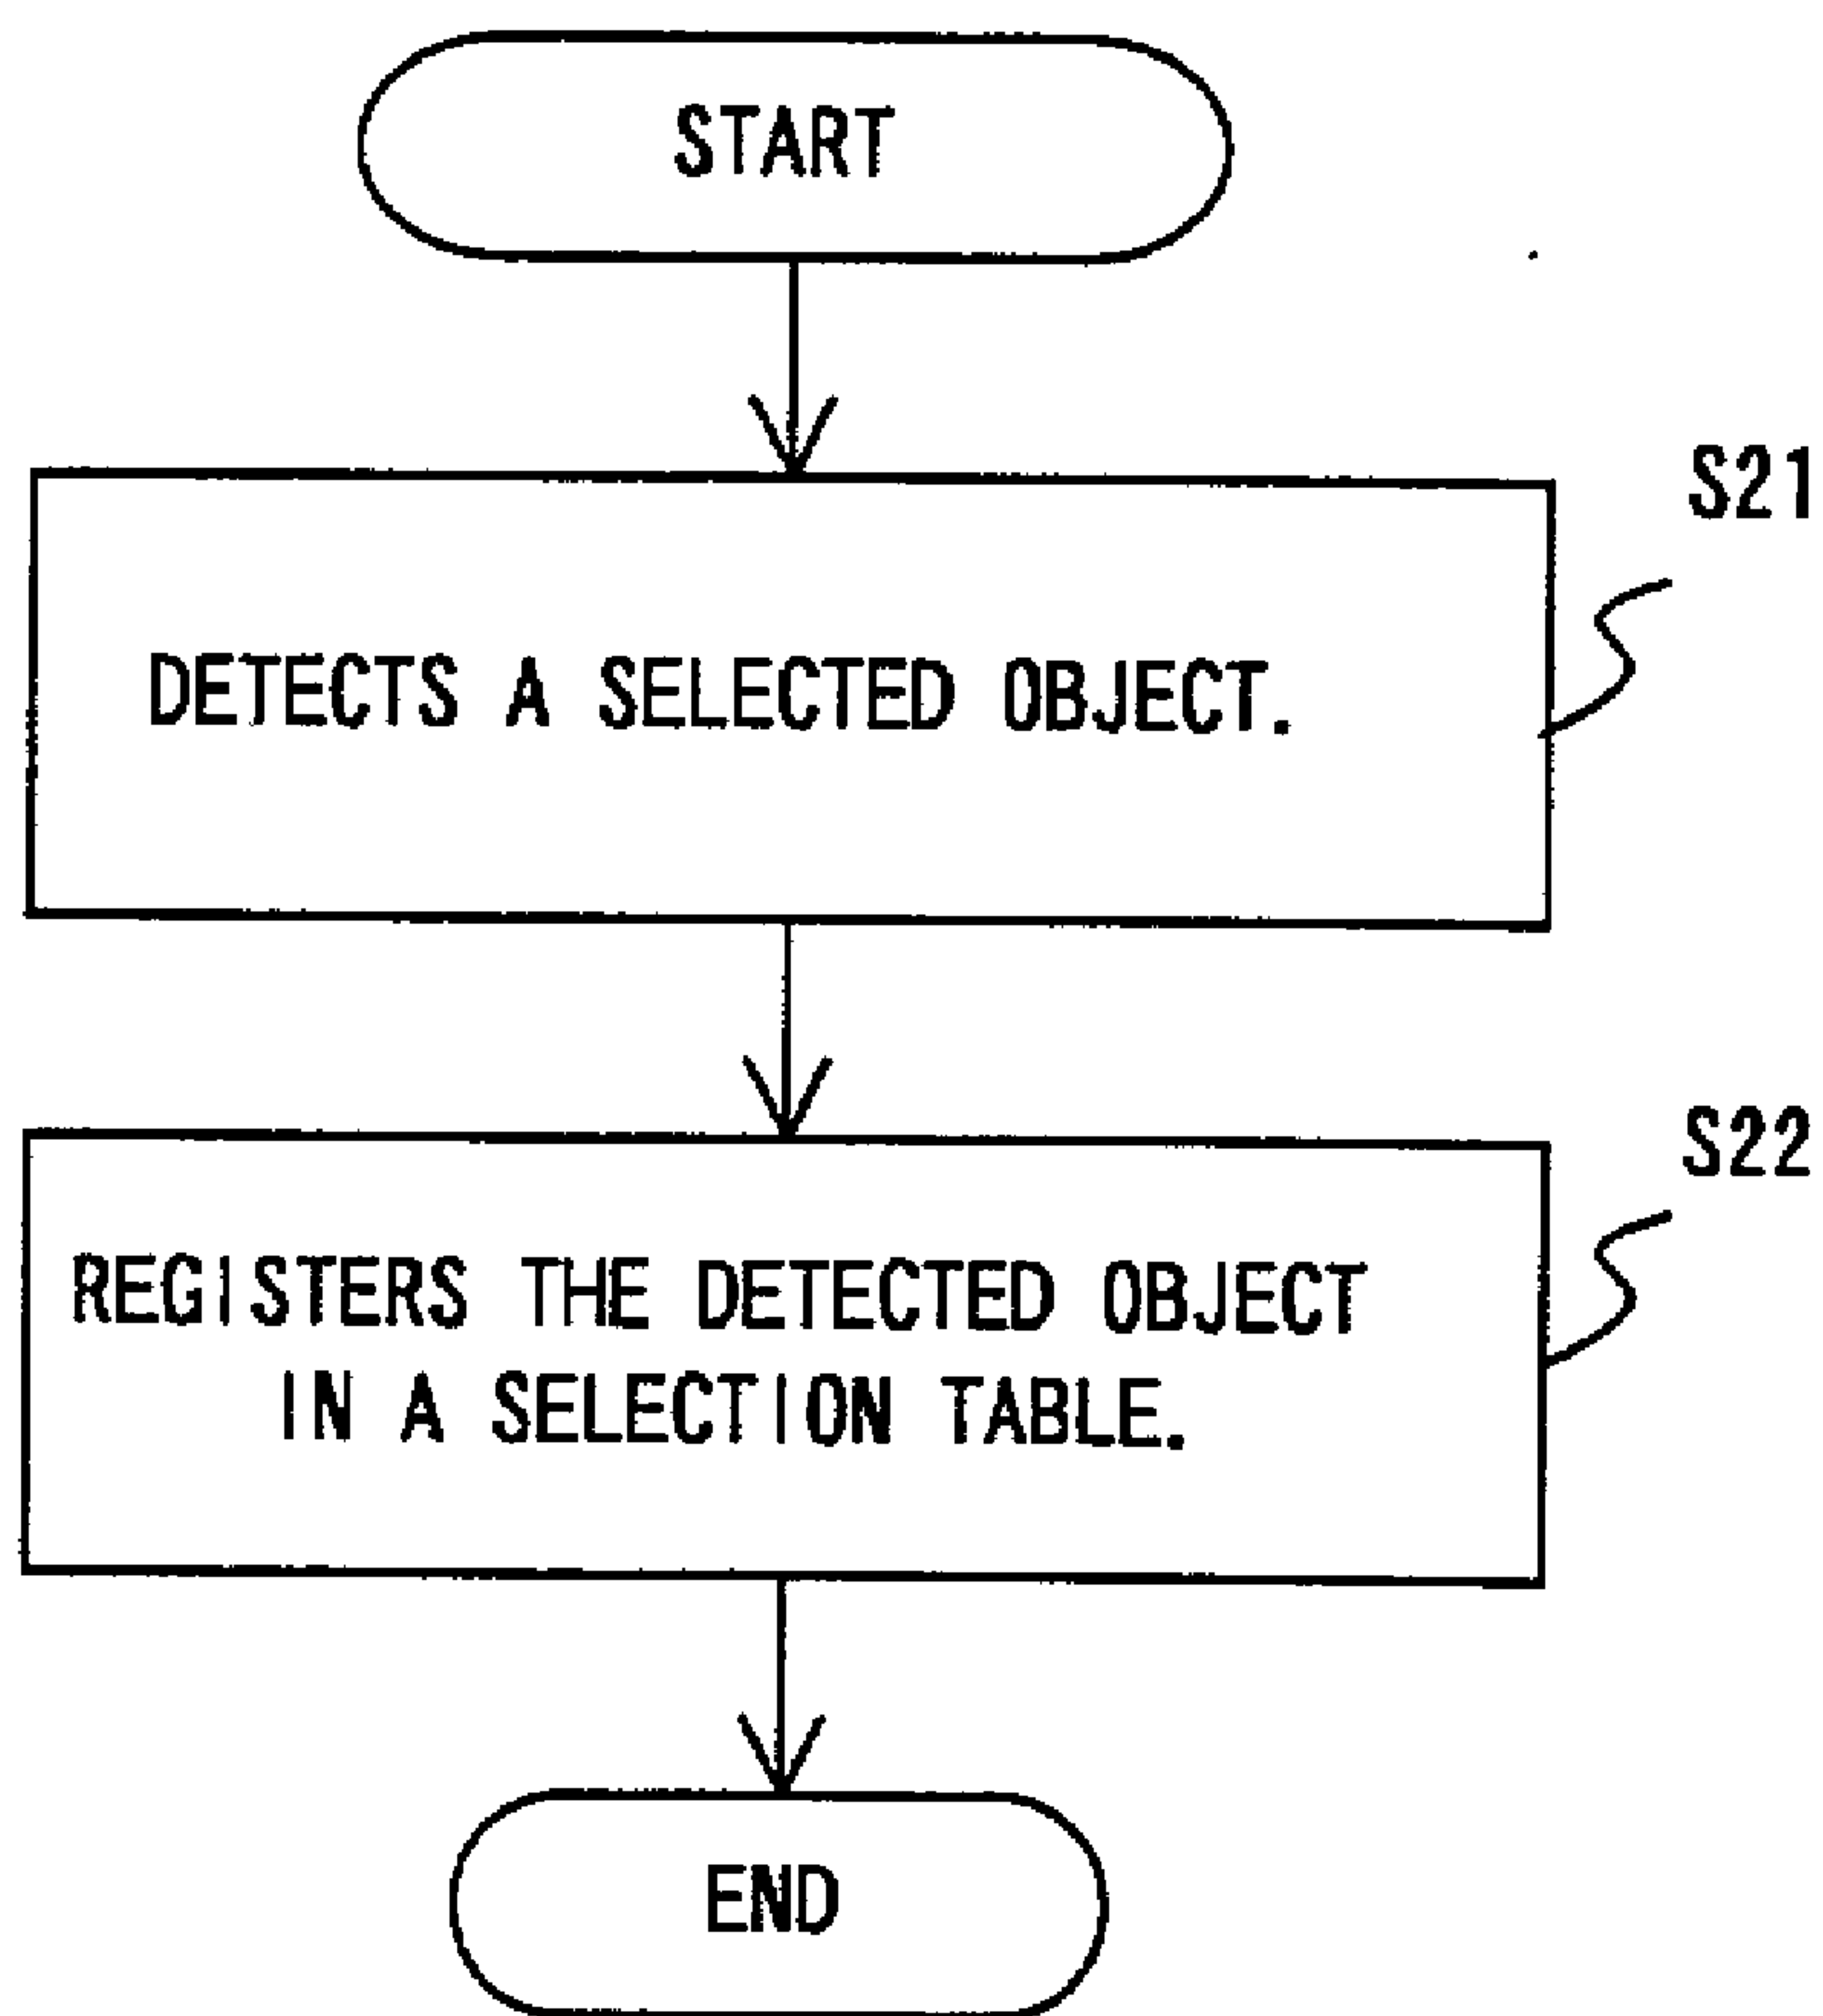 START
S21
DETECTS A SELECTED OBJECT.
S22
REGISTERS THE DETECTED OBJECT
IN A SELECTION TABLE.
END